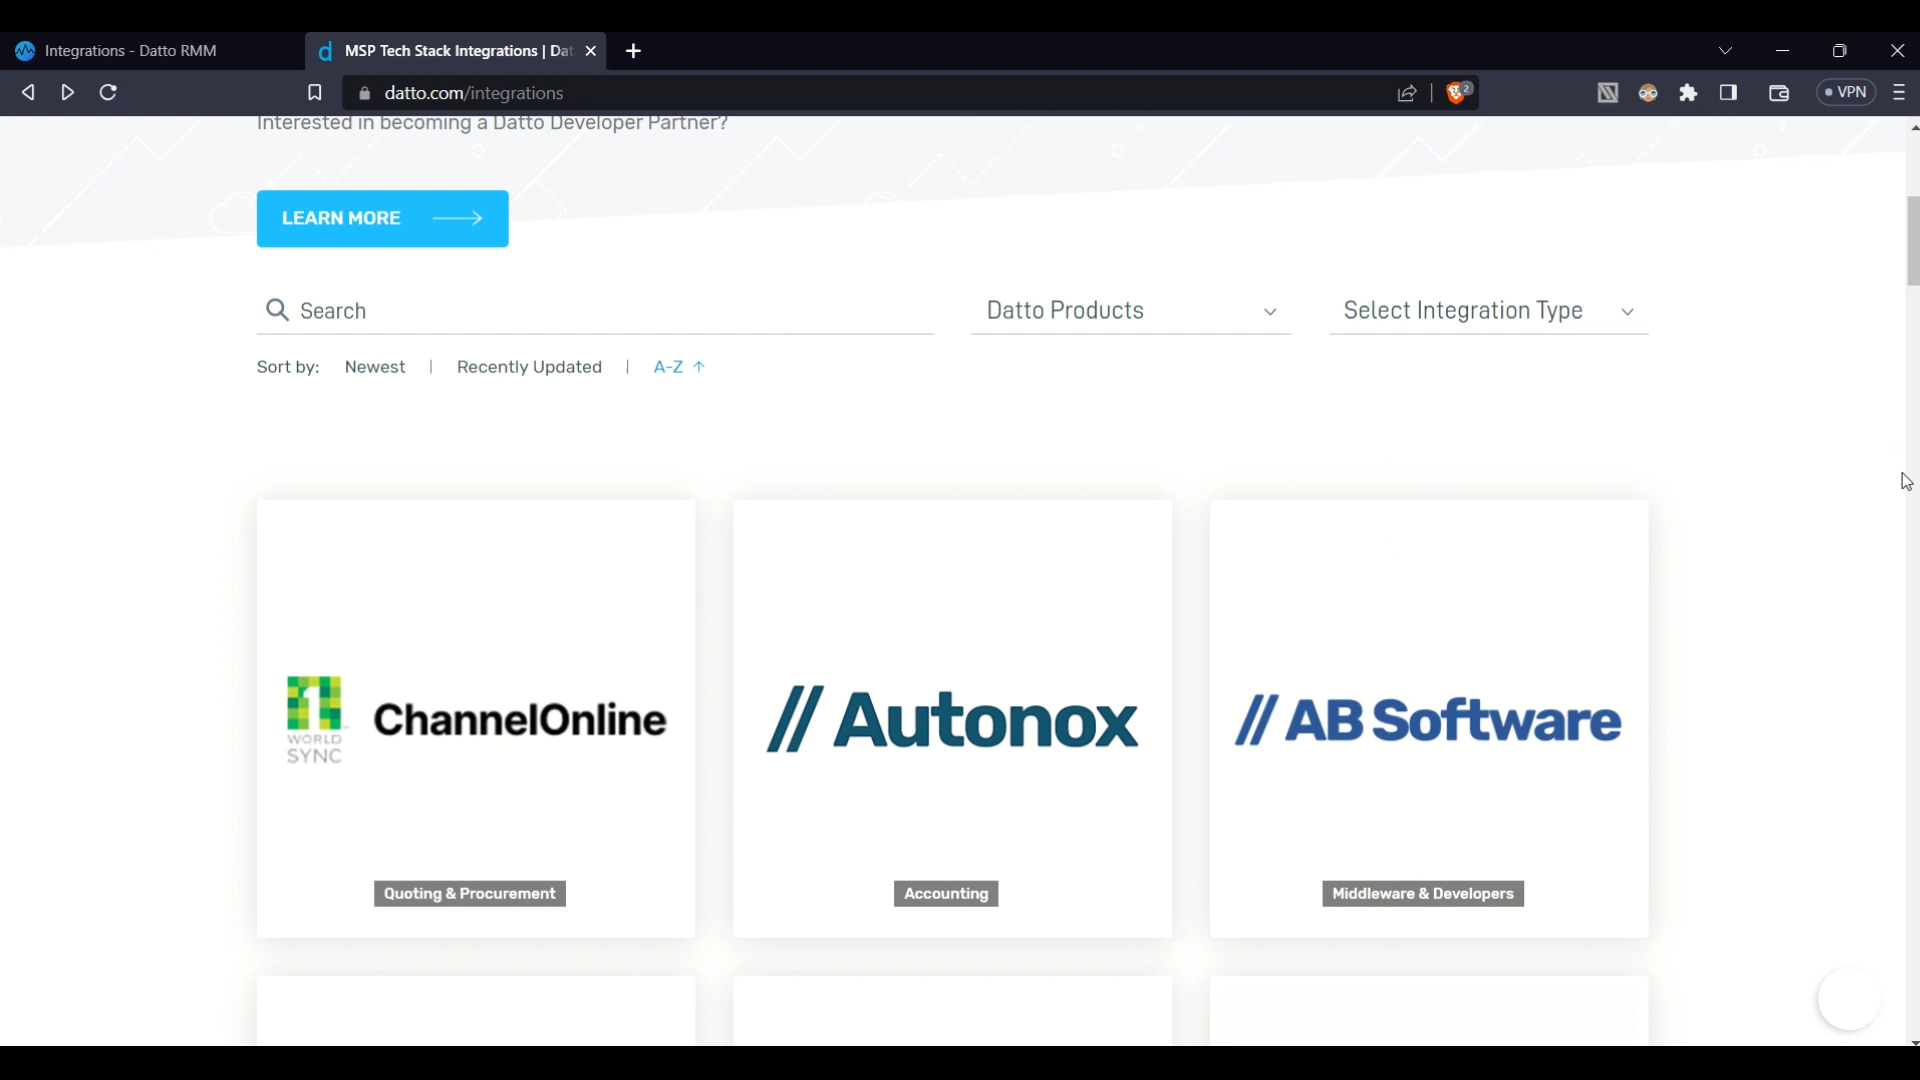 Integrations - Datto RMM
MSP Tech Stack Integrations | Dat
datto.com/integrations
2
VPN
Interested in becoming a Datto Developer Partner?
LEARN MORE
Search
Datto Products
Select Integration Type
Sort by: Newest | Recently Updated | A-Z ↑
1
WORLD
SYNC
ChannelOnline
// Autonox
// AB Software
Quoting & Procurement
Accounting
Middleware & Developers